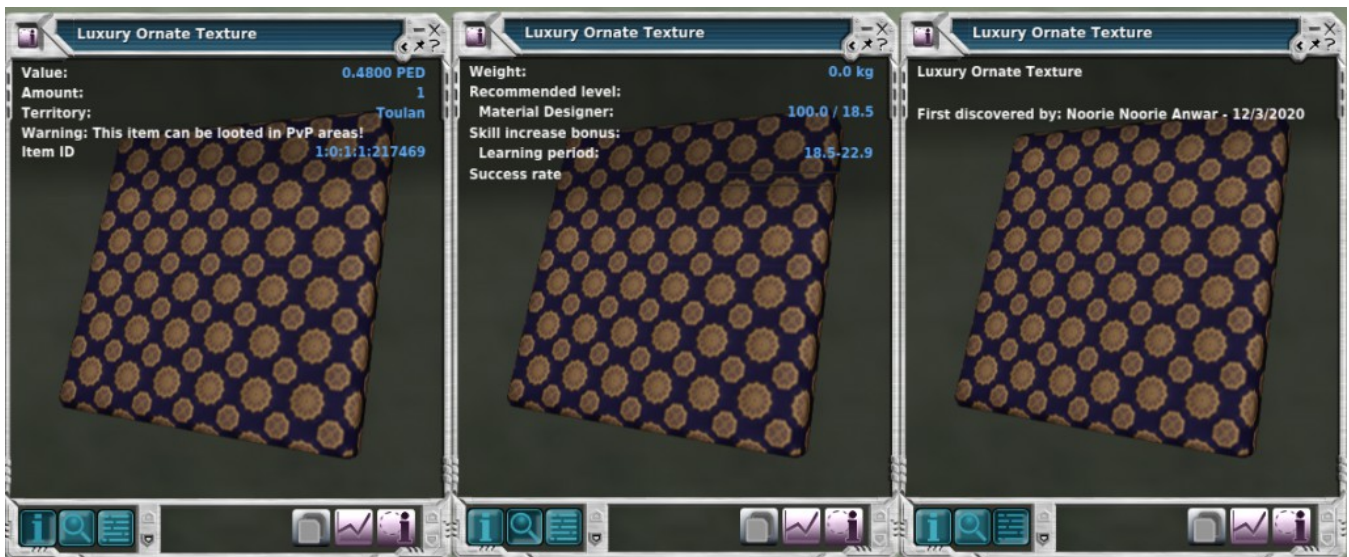 Luxury Ornate Texture
Value: 0.4800 PED
Amount: 1
Territory: Toulan
Warning: This item can be looted in PvP areas!
Item ID 1:0:1:1:217469
Luxury Ornate Texture
Weight: 0.0 kg
Recommended level:
Material Designer: 100.0 / 18.5
Skill increase bonus:
Learning period: 18.5-22.9
Success rate
Luxury Ornate Texture
Luxury Ornate Texture
First discovered by: Noorie Noorie Anwar - 12/3/2020